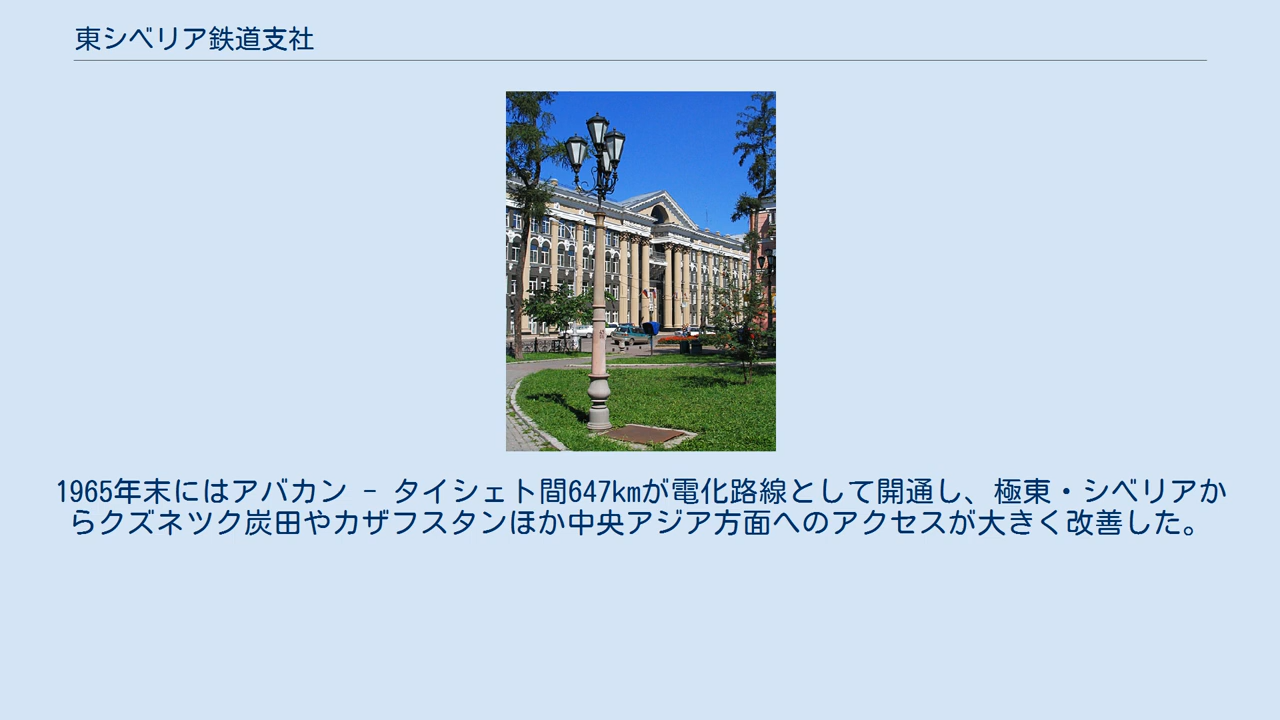 東シベリア鉄道支社
1965年末にはアバカン - タイシェト間647kmが電化路線として開通し、極東・シベリアか
らクズネツク炭田やカザフスタンほか中央アジア方面へのアクセスが大きく改善した。